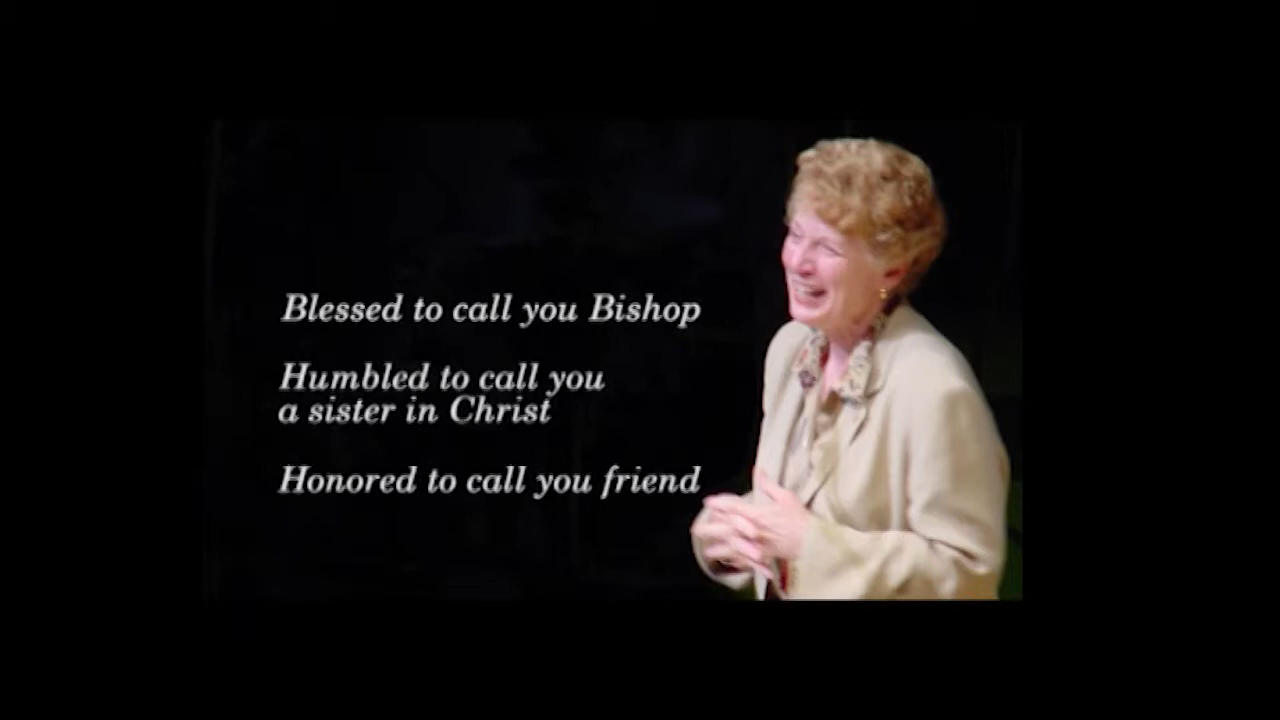 Blessed to call you Bishop
Humbled to call you
a sister in Christ
Honored to call you friend